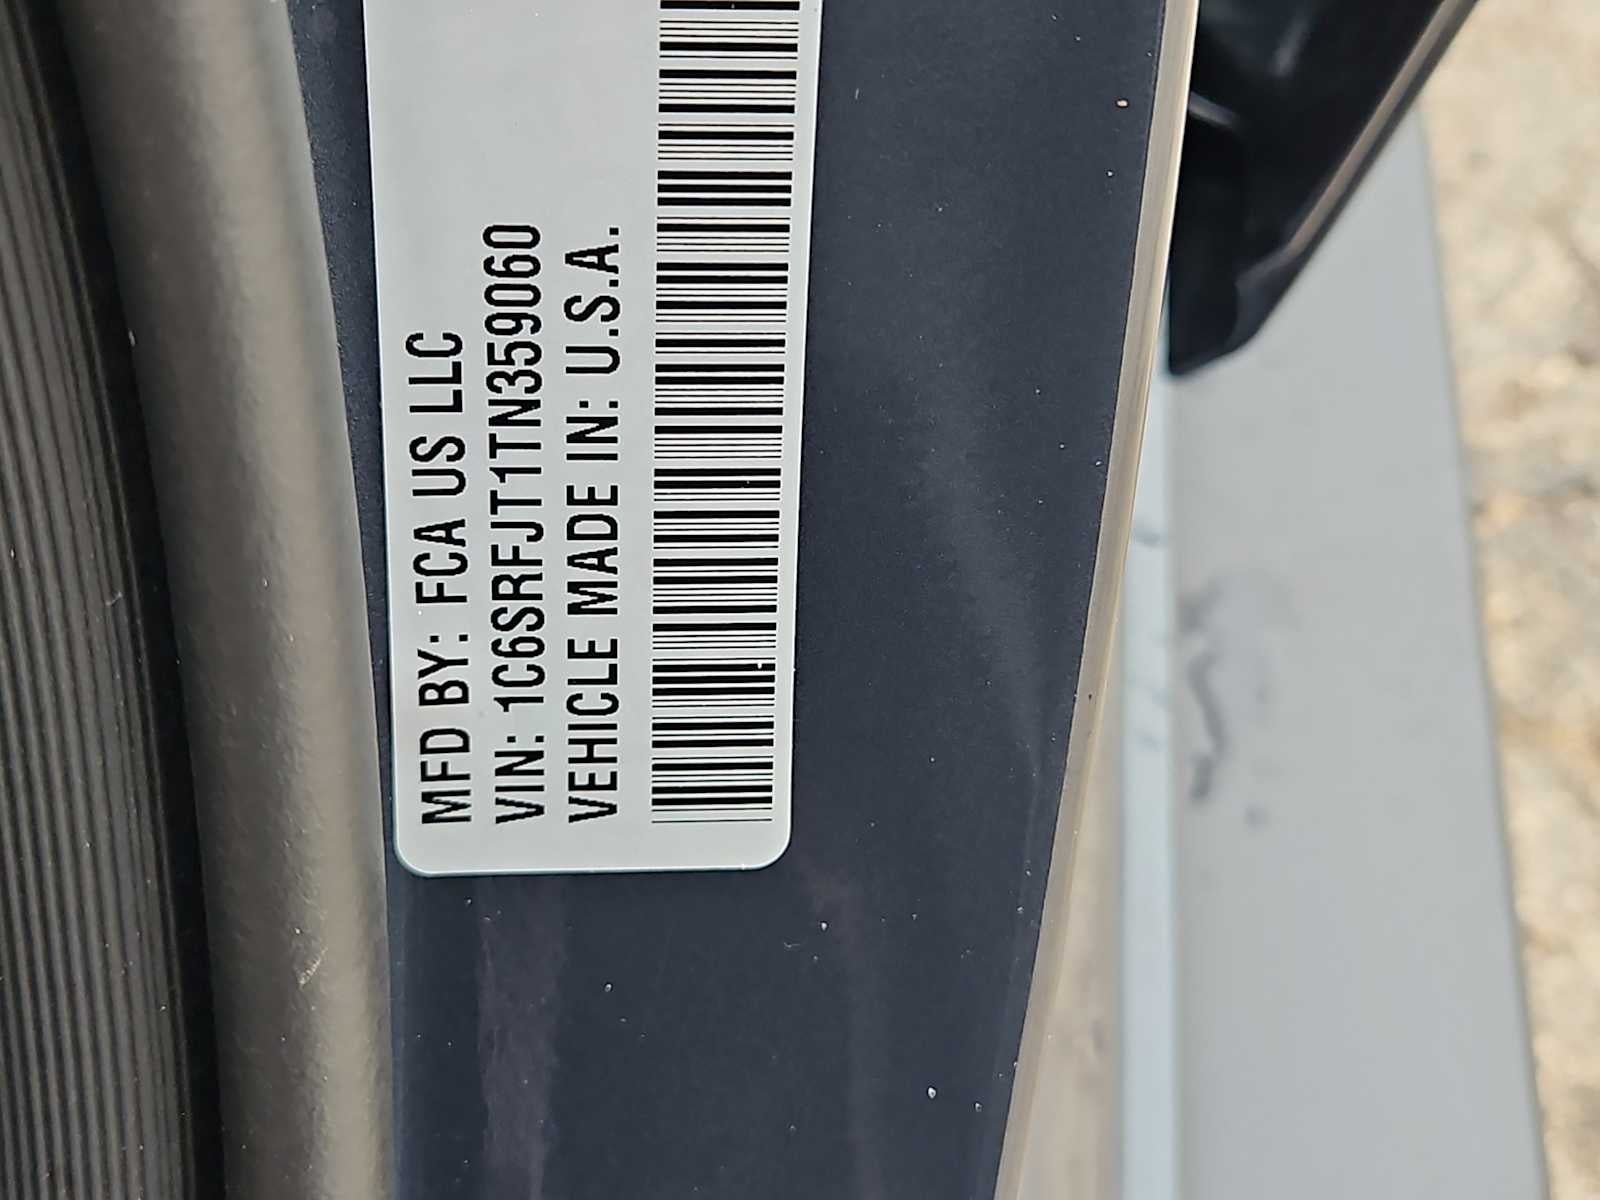 MFD BY: FCA US LLC
VIN: 1C6SRFJT1TN359060
VEHICLE MADE IN: U.S.A.